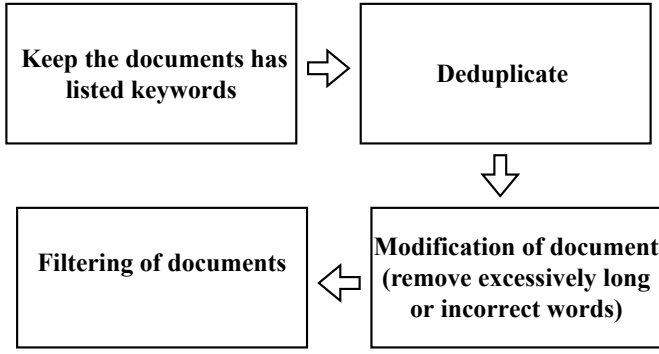 Keep the documents has
listed keywords
Deduplicate
Modification of document
(remove excessively long
or incorrect words)
Filtering of documents